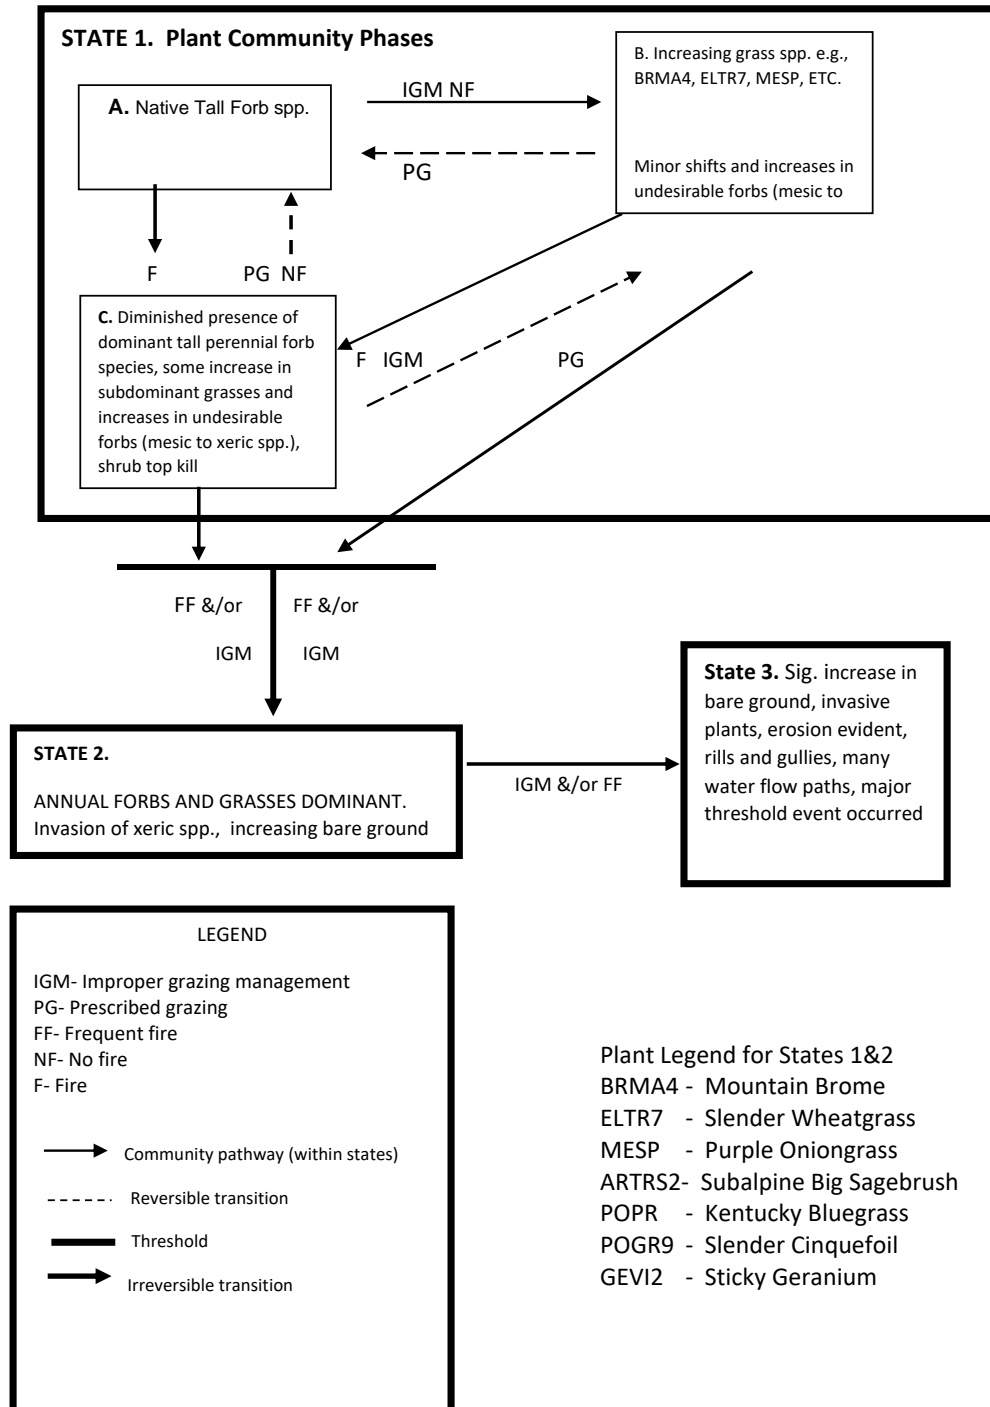 STATE 1.  Plant Community Phases
A. Native Tall Forb spp.
IGM NF
PG
B. Increasing grass spp. e.g.,
BRMA4, ELTR7, MESP, ETC.
Minor shifts and increases in
undesirable forbs (mesic to
F
PG NF
C. Diminished presence of
dominant tall perennial forb
species, some increase in
subdominant grasses and
increases in undesirable
forbs (mesic to xeric spp.),
shrub top kill
F IGM
PG
FF &/or
IGM
FF &/or
IGM
STATE 2.
ANNUAL FORBS AND GRASSES DOMINANT.
Invasion of xeric spp.,  increasing bare ground
IGM &/or FF
State 3. Sig. increase in
bare ground, invasive
plants, erosion evident,
rills and gullies, many
water flow paths, major
threshold event occurred
LEGEND
IGM- Improper grazing management
PG- Prescribed grazing
FF- Frequent fire
NF- No fire
F- Fire
Community pathway (within states)
Reversible transition
Threshold
Irreversible transition
Plant Legend for States 1&2
BRMA4 - Mountain Brome
ELTR7 - Slender Wheatgrass
MESP - Purple Oniongrass
ARTRS2- Subalpine Big Sagebrush
POPR - Kentucky Bluegrass
POGR9 - Slender Cinquefoil
GEVI2 - Sticky Geranium